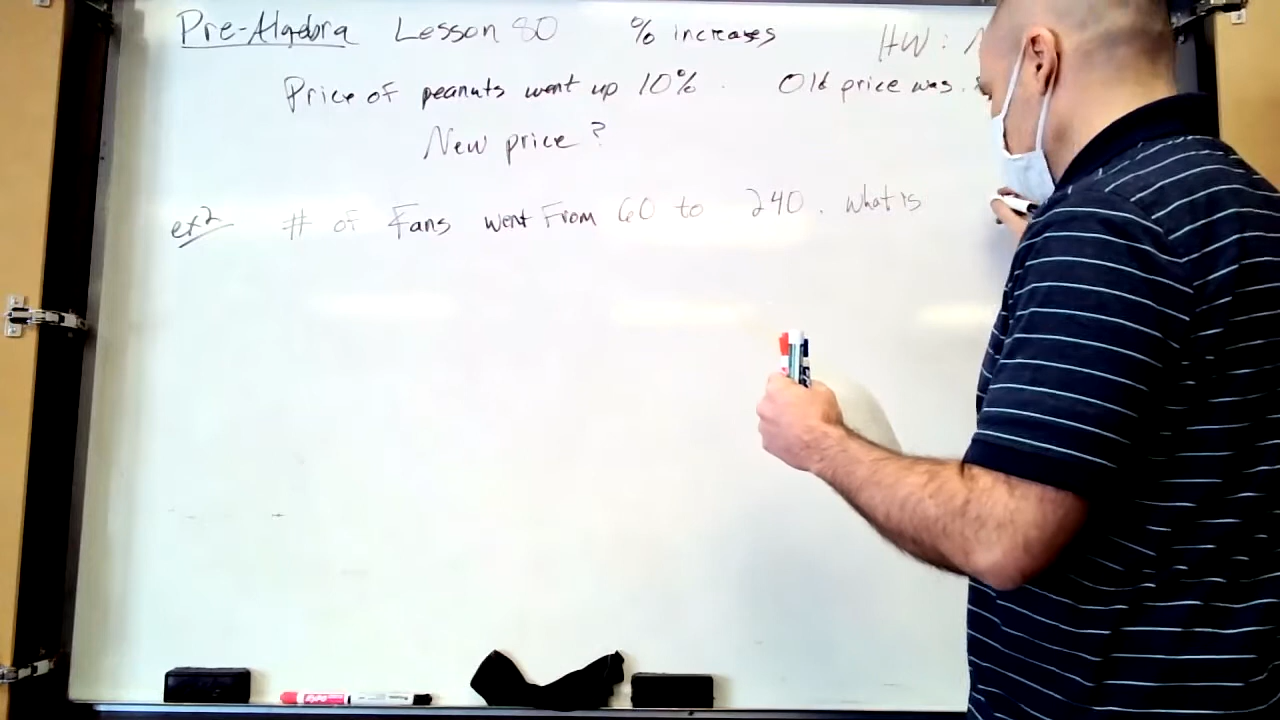 Pre-Algebra Lesson 80 % increases HW:
Price of peanuts went up 10%. Old price was
New price?
ex2 # of Fans went From 60 to 240. What is